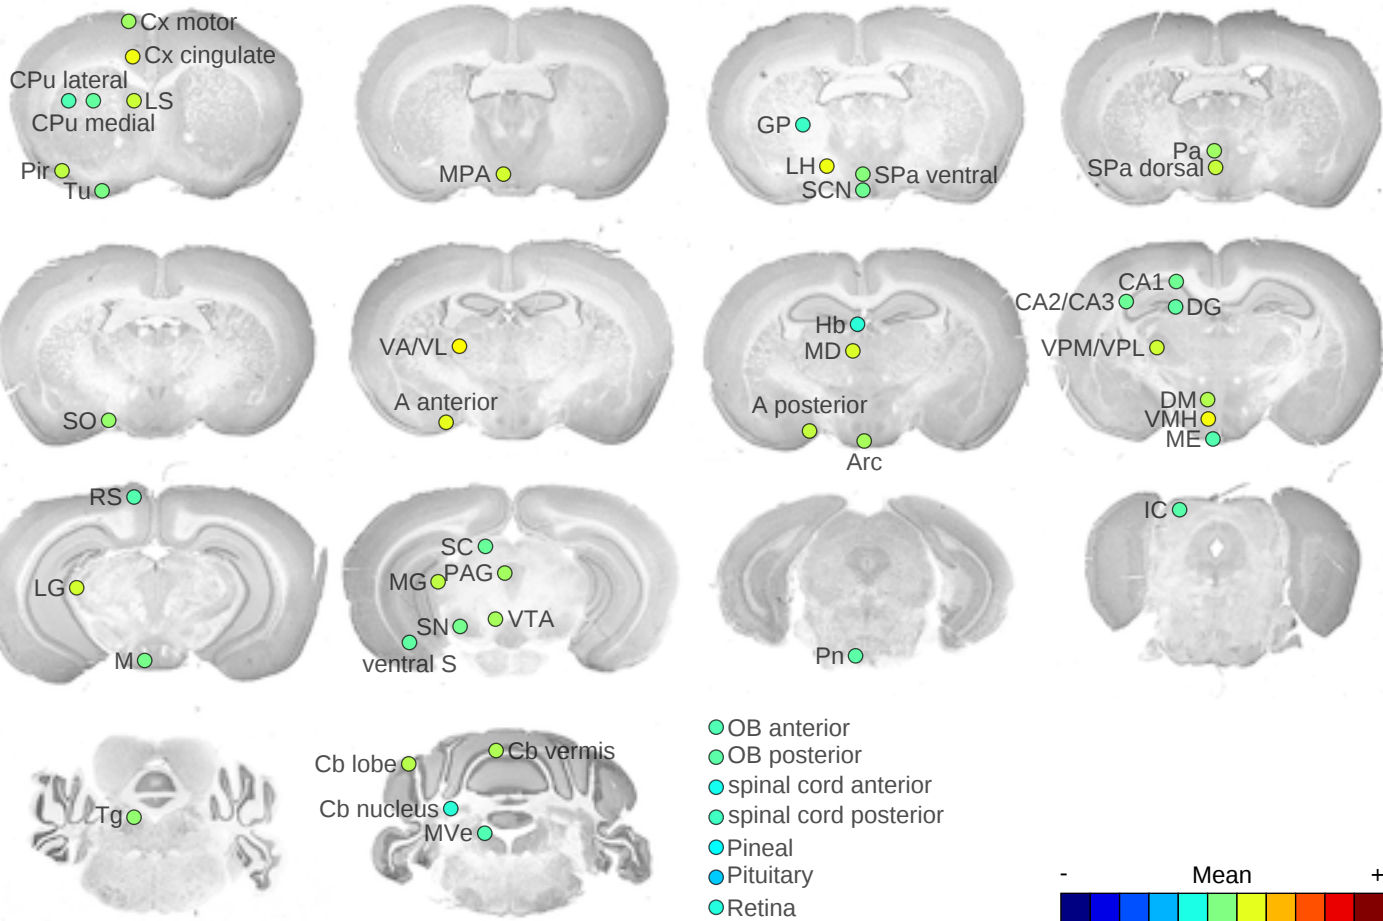 Cx motor
Cx cingulate
CPu lateral
LS
CPu medial
Pir
Tu
MPA
GP
LH
SPa ventral
SCN
Pa
SPa dorsal
SO
VA/VL
A anterior
Hb
MD
A posterior
Arc
CA1
CA2/CA3
DG
VPM/VPL
DM
VMH
ME
RS
LG
M
SC
MG
PAG
SN
VTA
ventral S
Pn
IC
Tg
Cb lobe
Cb vermis
Cb nucleus
MVe
OB anterior
OB posterior
spinal cord anterior
spinal cord posterior
Pineal
Pituitary
Retina
- Mean +